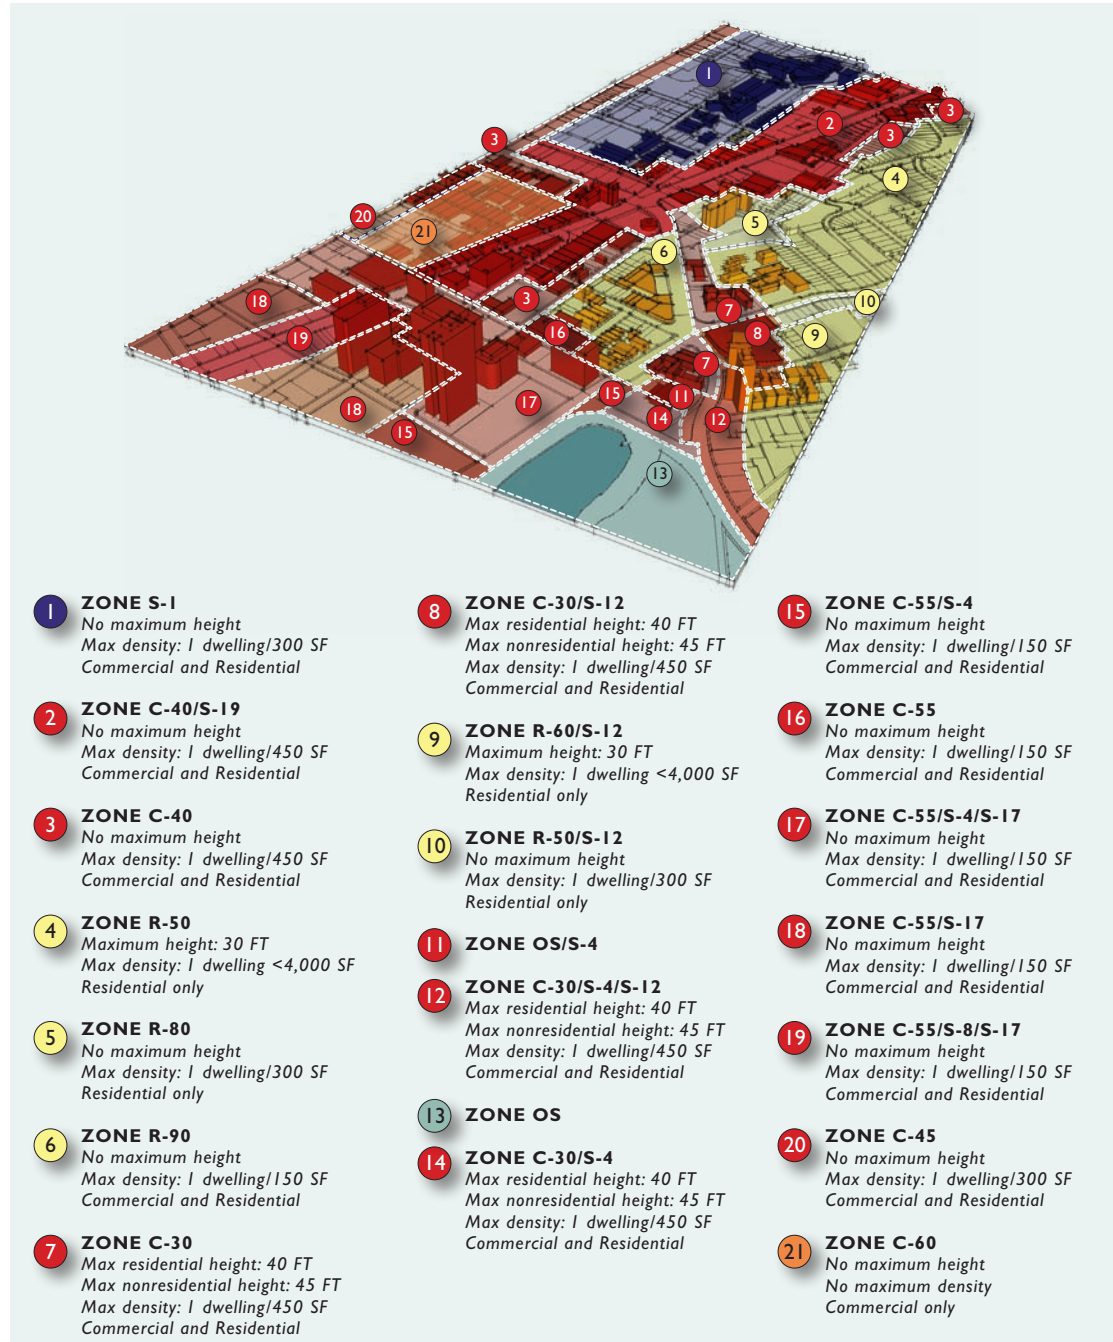 1
2
3
3
3
4
20
21
5
6
10
3
18
7
8
9
19
16
7
15
11
18
17
14
12
15
13
1 ZONE S-1
No maximum height
Max density: 1 dwelling/300 SF
Commercial and Residential
2 ZONE C-40/S-19
No maximum height
Max density: 1 dwelling/450 SF
Commercial and Residential
3 ZONE C-40
No maximum height
Max density: 1 dwelling/450 SF
Commercial and Residential
4 ZONE R-50
Maximum height: 30 FT
Max density: 1 dwelling <4,000 SF
Residential only
5 ZONE R-80
No maximum height
Max density: 1 dwelling/300 SF
Residential only
6 ZONE R-90
No maximum height
Max density: 1 dwelling/150 SF
Commercial and Residential
7 ZONE C-30
Max residential height: 40 FT
Max nonresidential height: 45 FT
Max density: 1 dwelling/450 SF
Commercial and Residential
8 ZONE C-30/S-12
Max residential height: 40 FT
Max nonresidential height: 45 FT
Max density: 1 dwelling/450 SF
Commercial and Residential
9 ZONE R-60/S-12
Maximum height: 30 FT
Max density: 1 dwelling <4,000 SF
Residential only
10 ZONE R-50/S-12
No maximum height
Max density: 1 dwelling/300 SF
Residential only
11 ZONE OS/S-4
12 ZONE C-30/S-4/S-12
Max residential height: 40 FT
Max nonresidential height: 45 FT
Max density: 1 dwelling/450 SF
Commercial and Residential
13 ZONE OS
14 ZONE C-30/S-4
Max residential height: 40 FT
Max nonresidential height: 45 FT
Max density: 1 dwelling/450 SF
Commercial and Residential
15 ZONE C-55/S-4
No maximum height
Max density: 1 dwelling/150 SF
Commercial and Residential
16 ZONE C-55
No maximum height
Max density: 1 dwelling/150 SF
Commercial and Residential
17 ZONE C-55/S-4/S-17
No maximum height
Max density: 1 dwelling/150 SF
Commercial and Residential
18 ZONE C-55/S-17
No maximum height
Max density: 1 dwelling/150 SF
Commercial and Residential
19 ZONE C-55/S-8/S-17
No maximum height
Max density: 1 dwelling/150 SF
Commercial and Residential
20 ZONE C-45
No maximum height
Max density: 1 dwelling/300 SF
Commercial and Residential
21 ZONE C-60
No maximum height
No maximum density
Commercial only